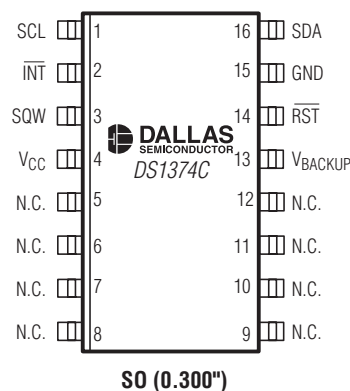 SCL 1 16 SDA
INT 2 15 GND
SQW 3 14 RST
VCC 4 13 VBACKUP
DALLAS
SEMICONDUCTOR
DS1374C
N.C. 5 12 N.C.
N.C. 6 11 N.C.
N.C. 7 10 N.C.
N.C. 8 9 N.C.
SO (0.300")